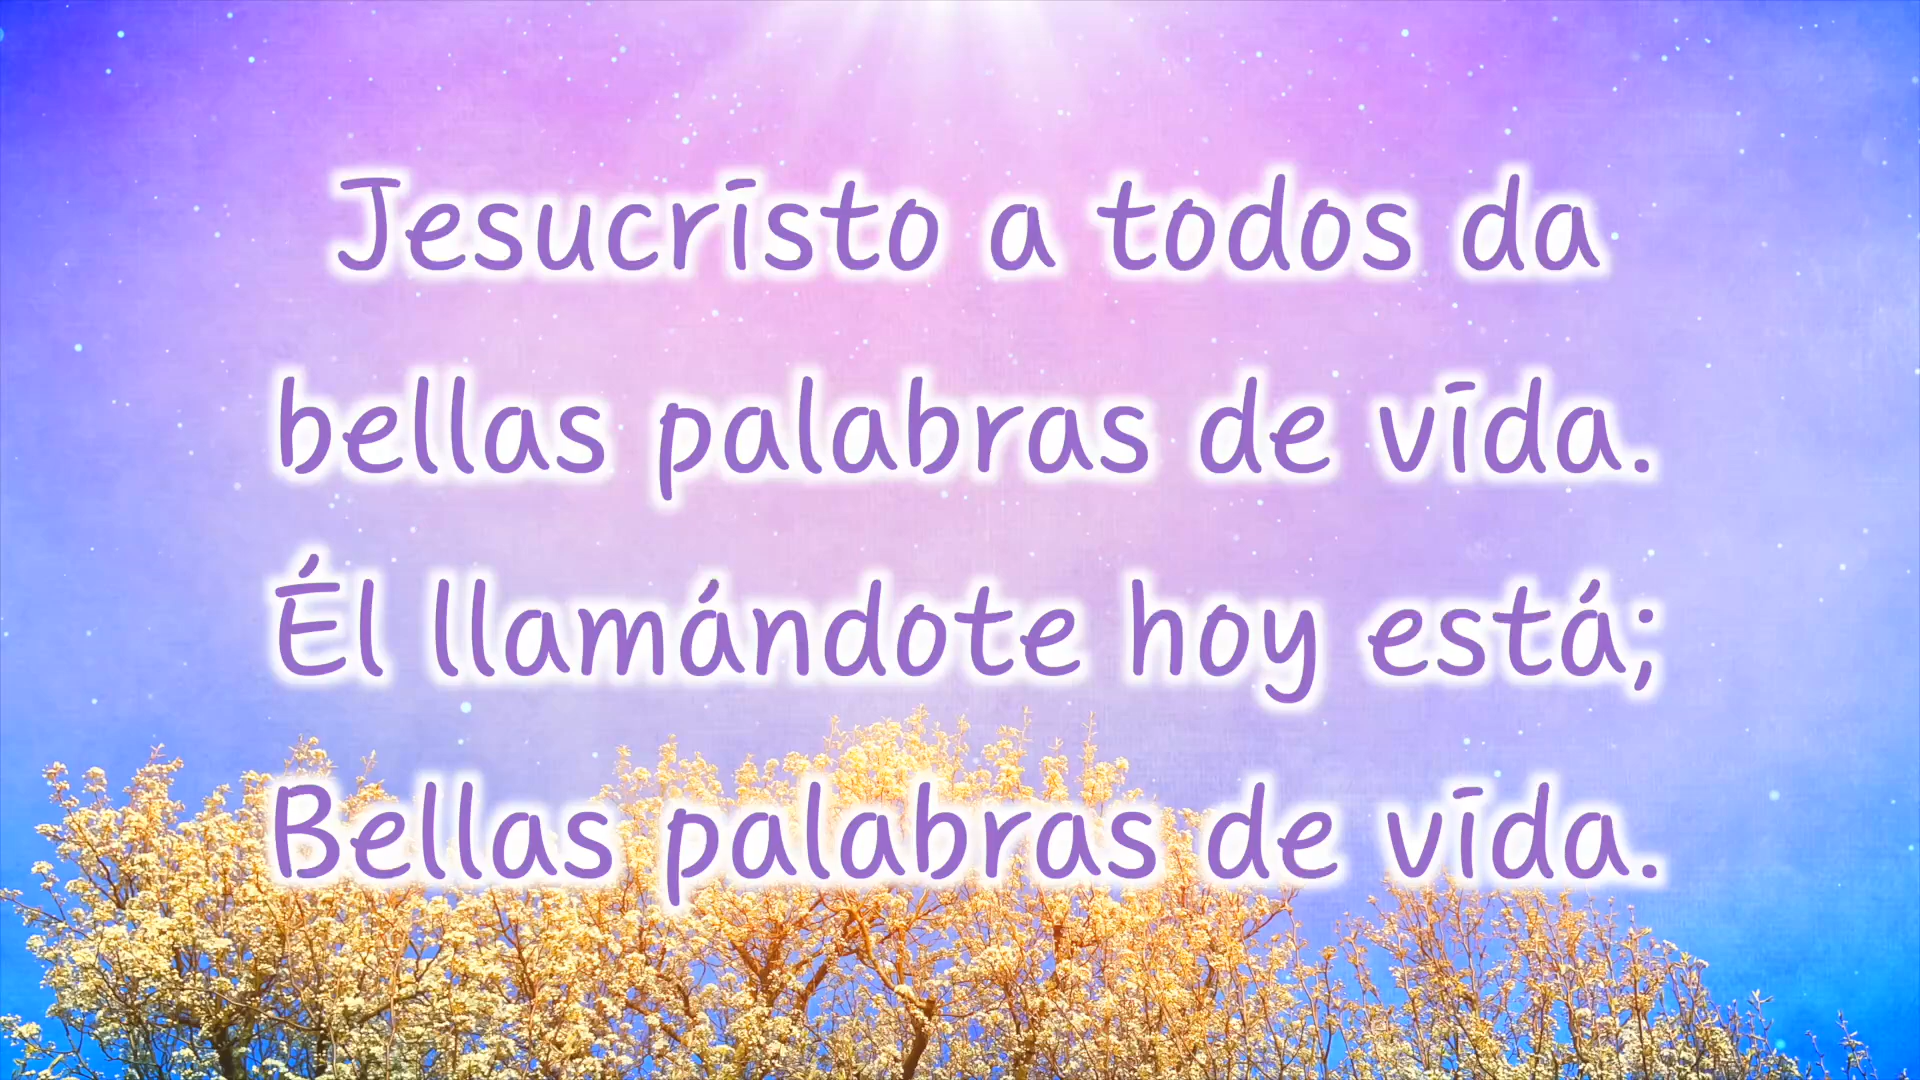 Jesucristo a todos da
bellas palabras de vida.
Él llamándote hoy está;
Bellas palabras de vida.